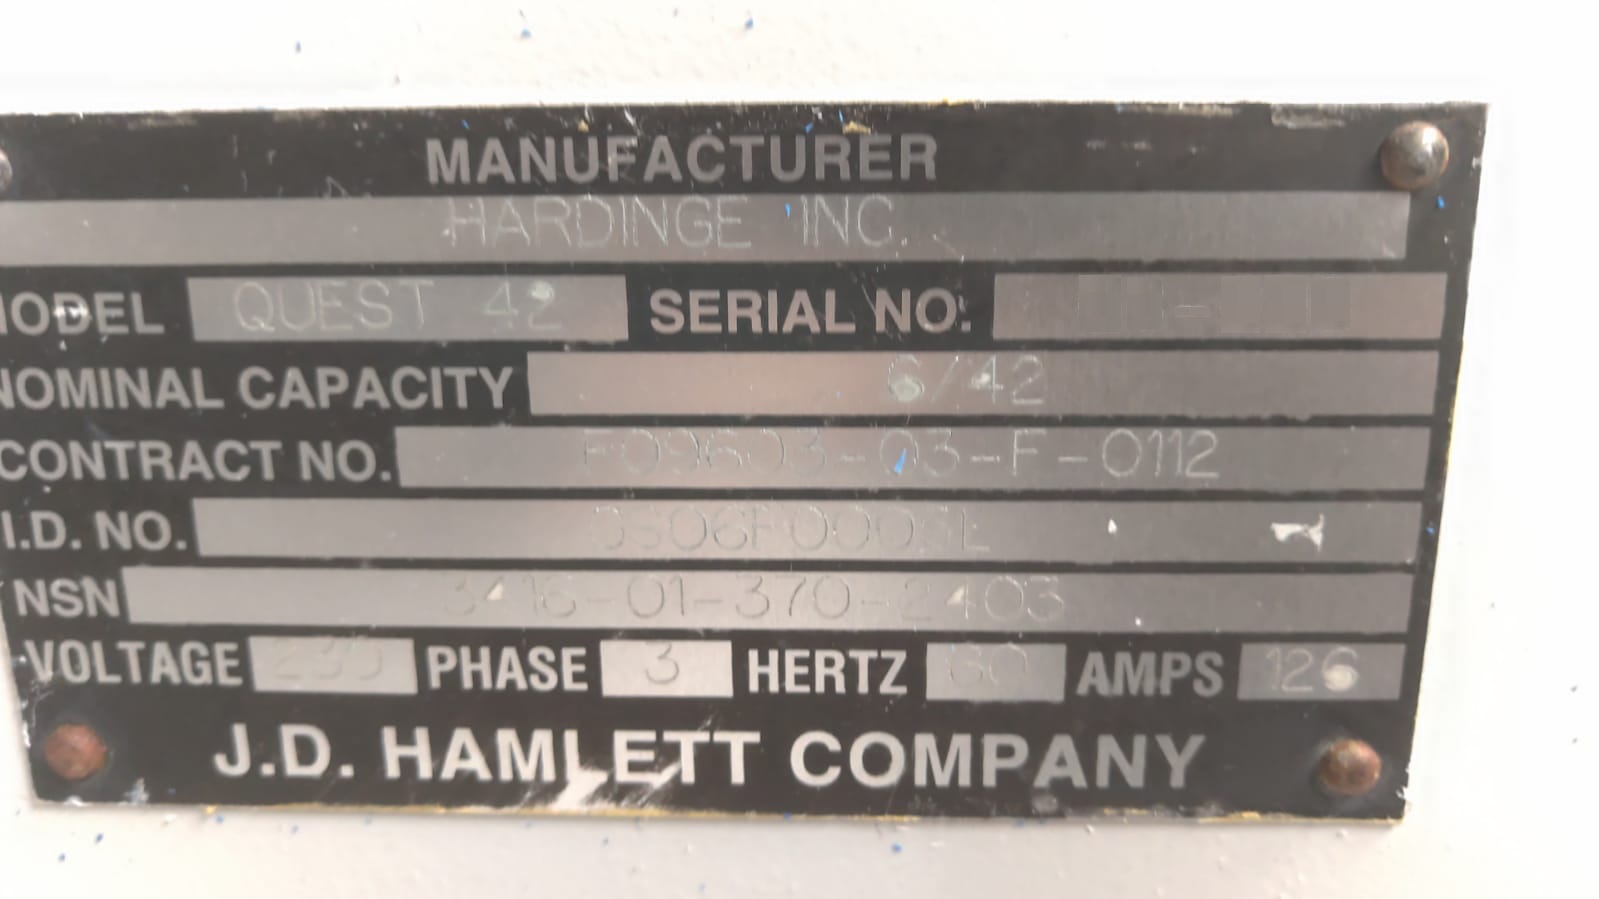 MANUFACTURER
HARDINGE INC.
MODEL QUEST 42 SERIAL NO.
NOMINAL CAPACITY 6/42
CONTRACT NO. F09603-03-F-0112
I.D. NO.
NSN 3416-01-370-2403
VOLTAGE 230 PHASE 3 HERTZ 60 AMPS 126
J.D. HAMLETT COMPANY